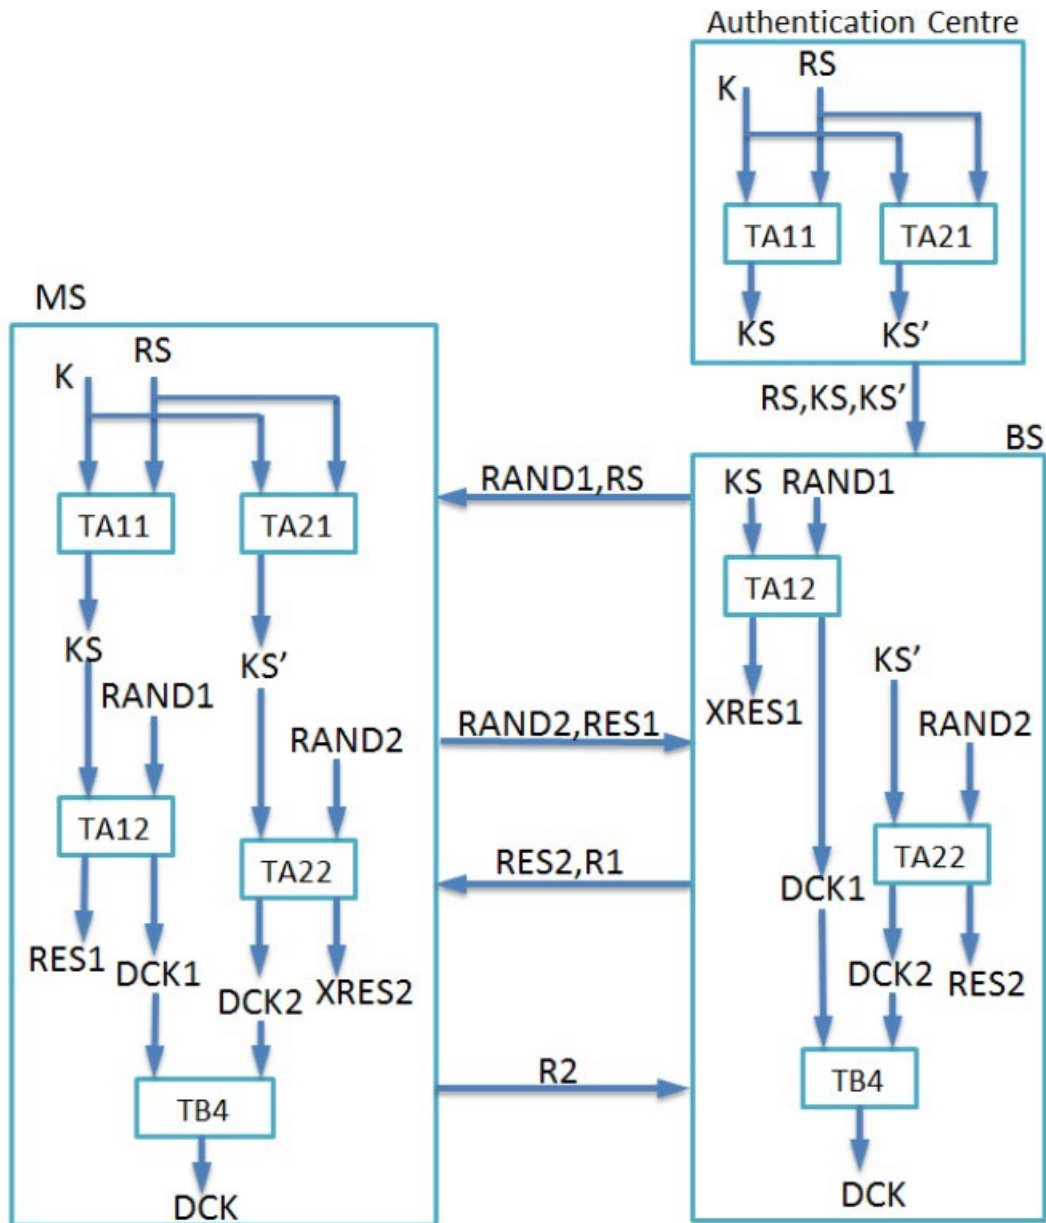 Authentication Centre
K
RS
TA11
TA21
KS
KS’
RS,KS,KS’
MS
K
RS
TA11
TA21
KS
KS’
RAND1
RAND2
TA12
TA22
RES1
DCK1
DCK2
XRES2
TB4
DCK
RAND1,RS
RAND2,RES1
RES2,R1
R2
BS
KS
RAND1
TA12
XRES1
KS’
RAND2
TA22
DCK1
DCK2
RES2
TB4
DCK